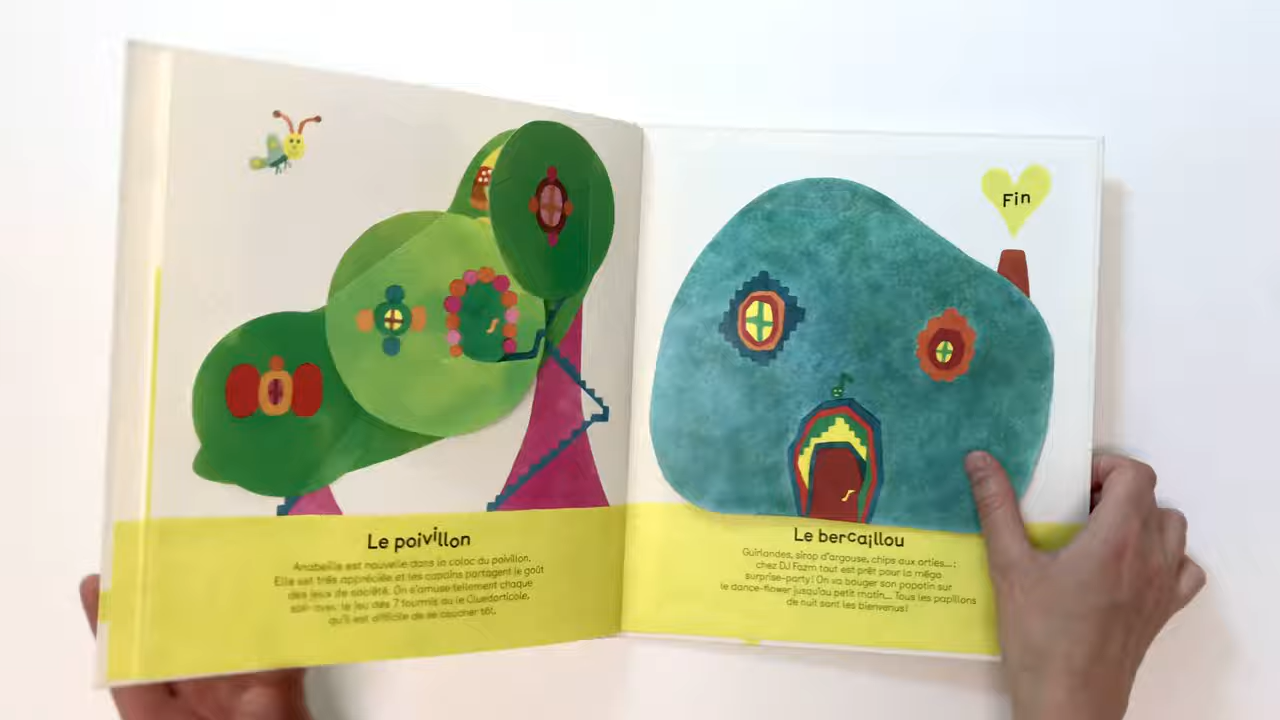 Le poivillon
Anabeille est nouvelle dans la coloc du poivillon.
Elle est très appréciée et les copains partagent le goût
des jeux de société. On s'amuse tellement chaque
soir avec le jeu des 7 fourmis ou le Cluedorticole,
qu'il est difficile de se coucher tôt.
Fin
Le bercaillou
Guirlandes, sirop d'argouse, chips aux orties... :
chez DJ Fazm tout est prêt pour la méga
surprise-party! On va bouger son popotin sur
le dance-flower jusqu'au petit matin... Tous les papillons
de nuit sont les bienvenus!